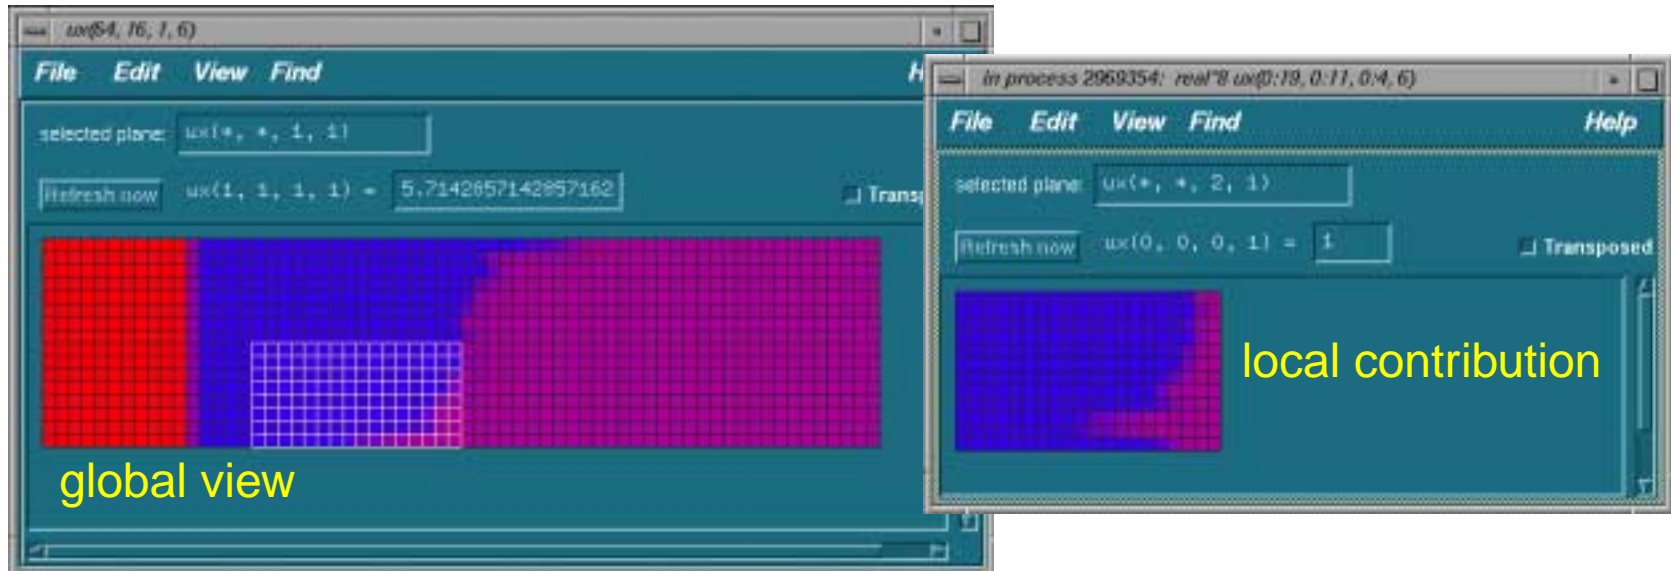 ux(64, 16, 1, 6)
File Edit View Find
selected plane: ux(*, *, 1, 1)
Refresh now ux(1, 1, 1, 1) = 5.7142857142857162
global view
in process 2969354: real*8 ux(0:19, 0:11, 0:4, 6)
File Edit View Find Help
selected plane: ux(*, *, 2, 1)
Refresh now ux(0, 0, 0, 1) = 1 Transposed
local contribution